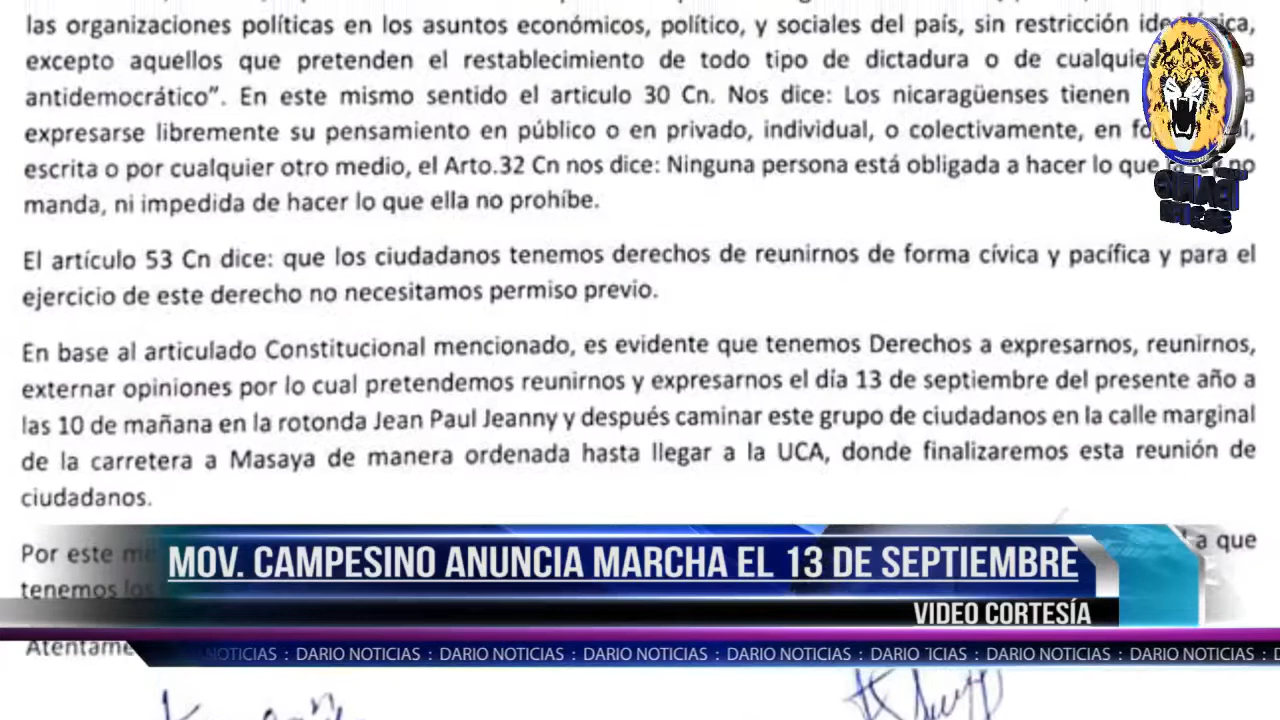 las organizaciones políticas en los asuntos económicos, político, y sociales del país, sin restricción
excepto aquellos que pretenden el restablecimiento de todo tipo de dictadura o de
antidemocrático". En este mismo sentido el articulo 30 Cn. Nos dice: Los nicaragüenses tienen
expresarse libremente su pensamiento en público o en privado, individual, o colectivamente, en
escrita o por cualquier otro medio, el Arto.32 Cn nos dice: Ninguna persona está obligada a hacer lo que no
manda, ni impedida de hacer lo que ella no prohíbe.
El artículo 53 Cn dice: que los ciudadanos tenemos derechos de reunirnos de forma cívica y pacífica y para el
ejercicio de este derecho no necesitamos permiso previo.
En base al articulado Constitucional mencionado, es evidente que tenemos Derechos a expresarnos, reunirnos,
externar opiniones por lo cual pretendemos reunirnos y expresarnos el día 13 de septiembre del presente año a
las 10 de mañana en la rotonda Jean Paul Jeanny y después caminar este grupo de ciudadanos en la calle marginal
de la carretera a Masaya de manera ordenada hasta llegar a la UCA, donde finalizaremos esta reunión de
ciudadanos.
Por este a que
tenemos los
MOV. CAMPESINO ANUNCIA MARCHA EL 13 DE SEPTIEMBRE
VIDEO CORTESÍA
NOTICIAS : DARIO NOTICIAS : DARIO NOTICIAS : DARIO NOTICIAS : DARIO NOTICIAS : DARIO NOTICIAS : DARIO NOTICIAS :